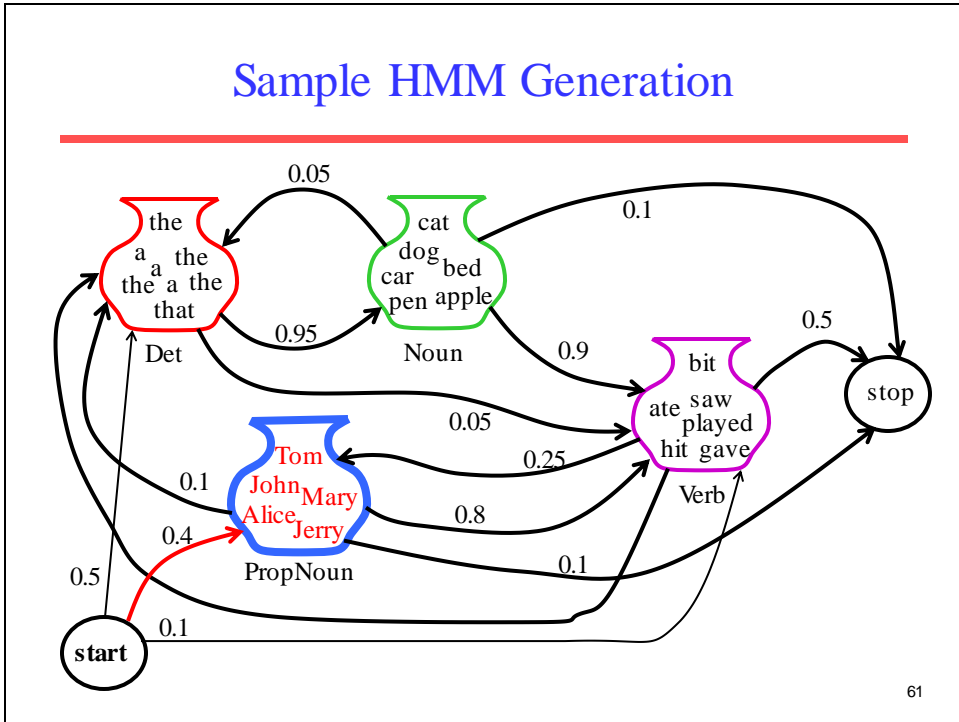 Sample HMM Generation
0.05
the
a
a
the
the
a
the
that
Det
0.95
cat
dog
car
bed
pen
apple
Noun
0.1
0.9
0.5
bit
ate
saw
played
hit
gave
Verb
stop
0.05
0.25
Tom
John
Mary
Alice
Jerry
PropNoun
0.1
0.8
0.4
0.1
0.5
0.1
start
61